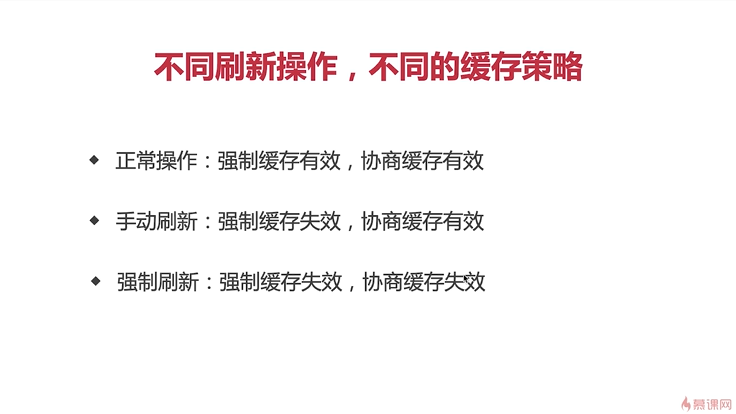 不同刷新操作，不同的缓存策略
正常操作：强制缓存有效，协商缓存有效
手动刷新：强制缓存失效，协商缓存有效
强制刷新：强制缓存失效，协商缓存失效
慕课网